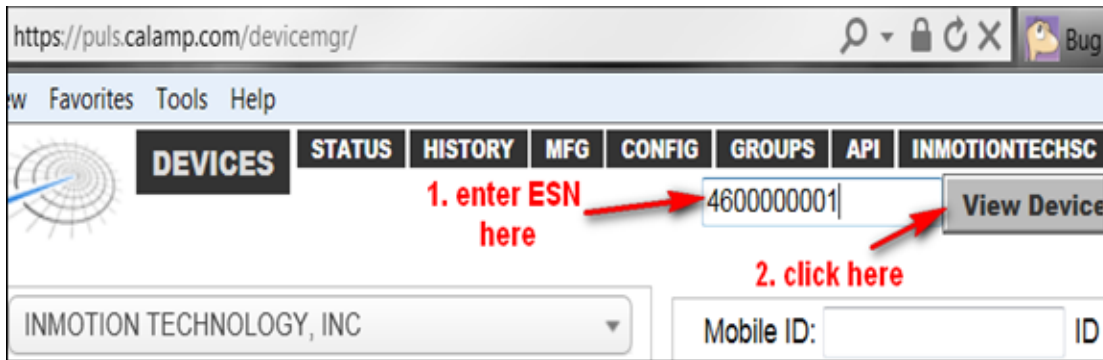 https://puls.calamp.com/devicemgr/ Bug
Favorites Tools Help
DEVICES STATUS HISTORY MFG CONFIG GROUPS API INMOTIONTECHSC
1. enter ESN here
4600000001
View Device
2. click here
INMOTION TECHNOLOGY, INC
Mobile ID: ID